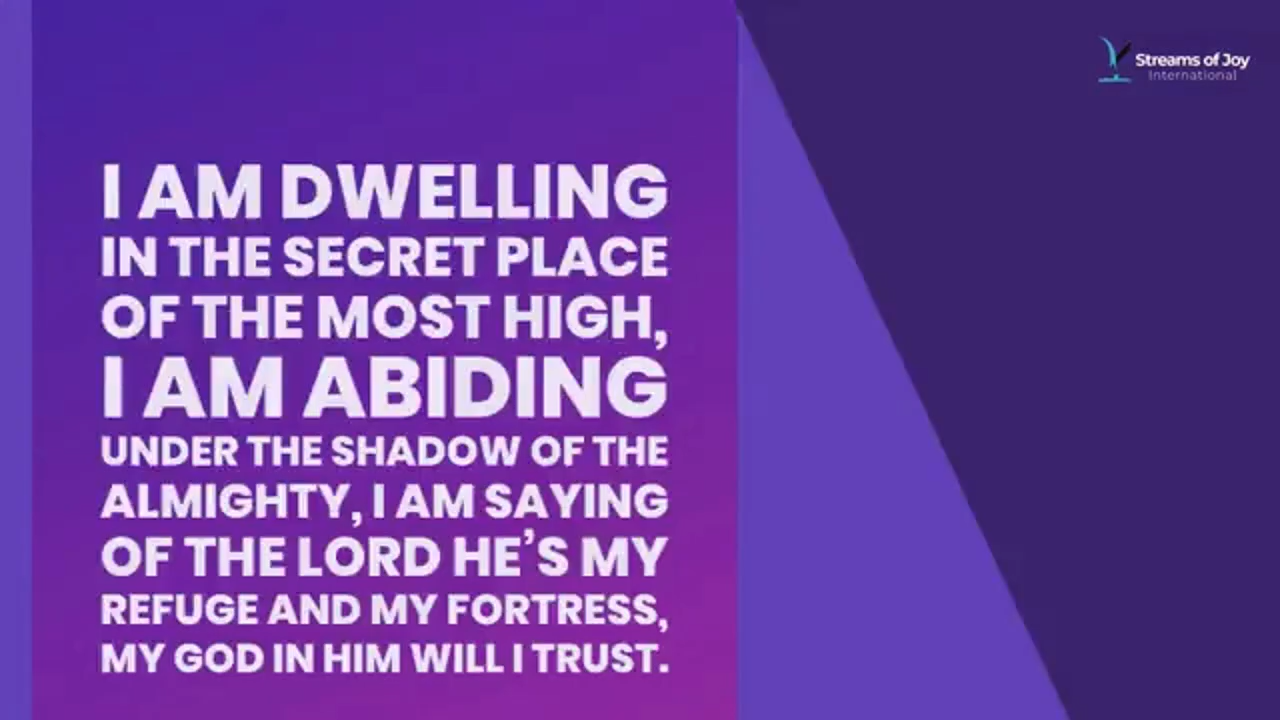 I AM DWELLING
IN THE SECRET PLACE
OF THE MOST HIGH,
I AM ABIDING
UNDER THE SHADOW OF THE
ALMIGHTY, I AM SAYING
OF THE LORD HE’S MY
REFUGE AND MY FORTRESS,
MY GOD IN HIM WILL I TRUST.
Streams of Joy
International